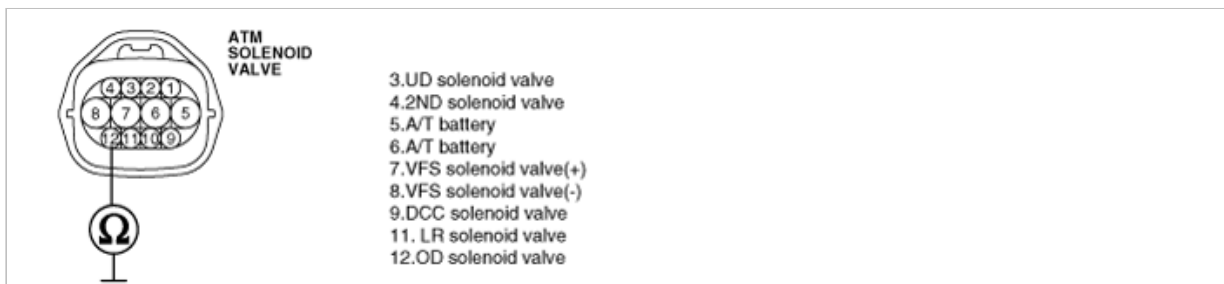 ATM
SOLENOID
VALVE
4 3 2 1
8 7 6 5
12 11 10 9
Ω
3.UD solenoid valve
4.2ND solenoid valve
5.A/T battery
6.A/T battery
7.VFS solenoid valve(+)
8.VFS solenoid valve(-)
9.DCC solenoid valve
11. LR solenoid valve
12.OD solenoid valve